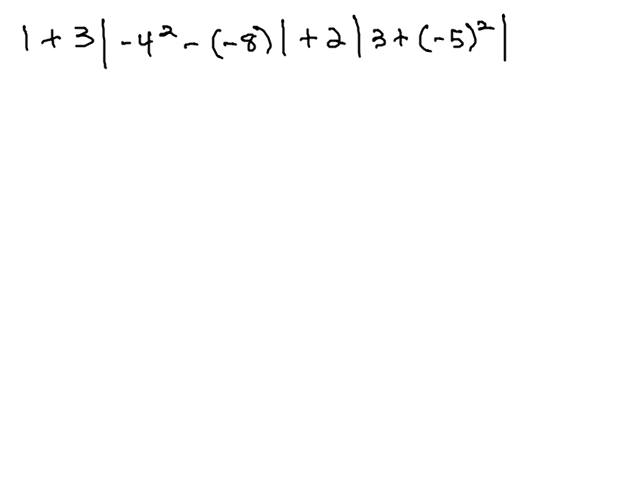 1 + 3| -4² - (-8)| + 2|3 + (-5)²|